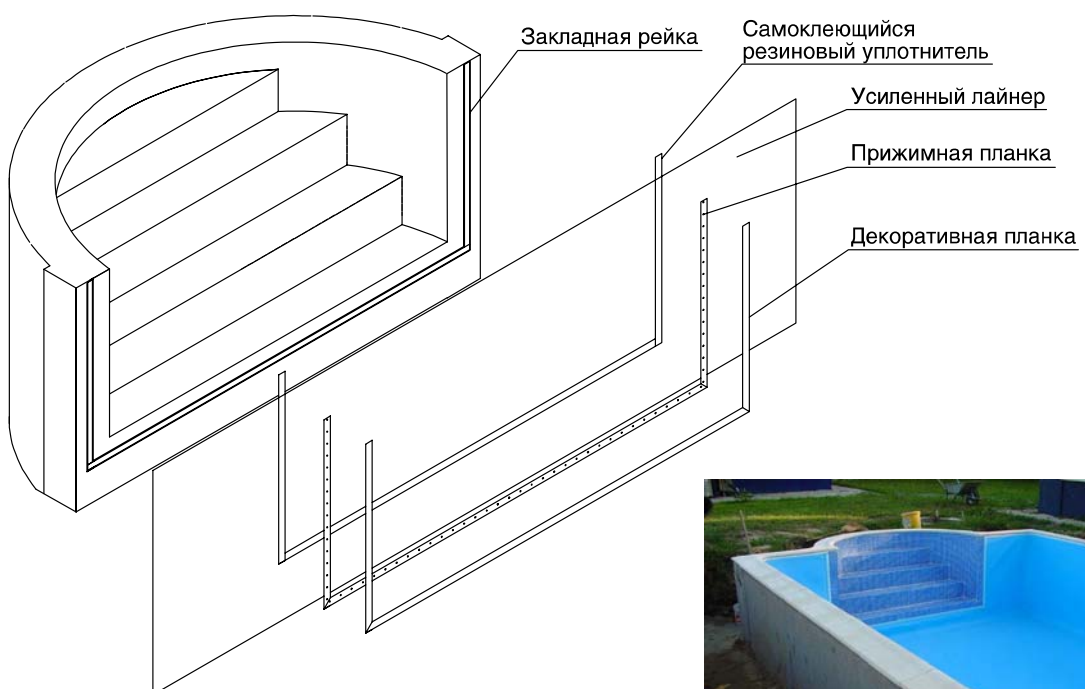 Закладная рейка
Самоклеющийся
резиновый уплотнитель
Усиленный лайнер
Прижимная планка
Декоративная планка